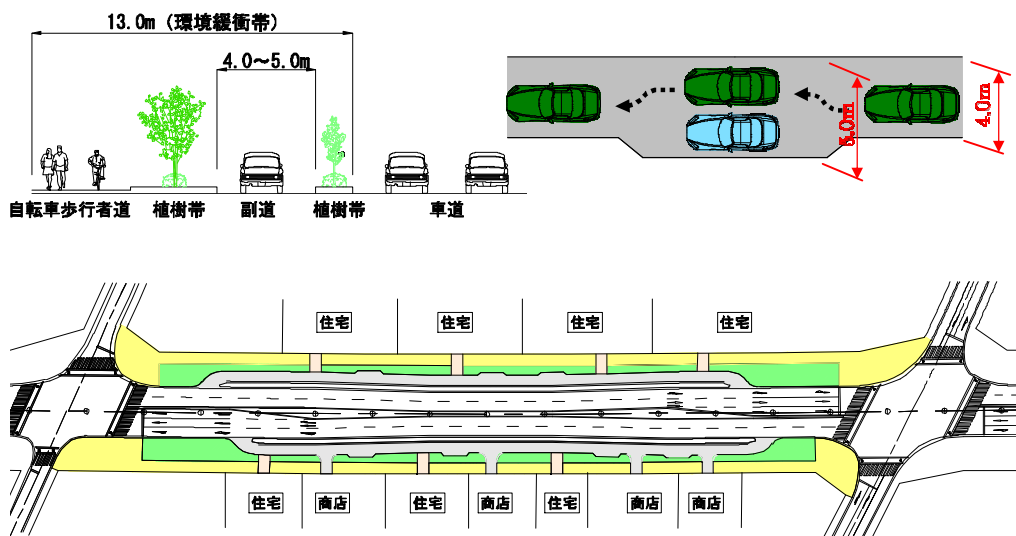 13.0m (環境緩衝帯)
4.0～5.0m
自転車歩行者道 植樹帯 副道 植樹帯 車道
5.0m
4.0m
住宅 住宅 住宅 住宅
住宅 商店 住宅 商店 住宅 商店 商店